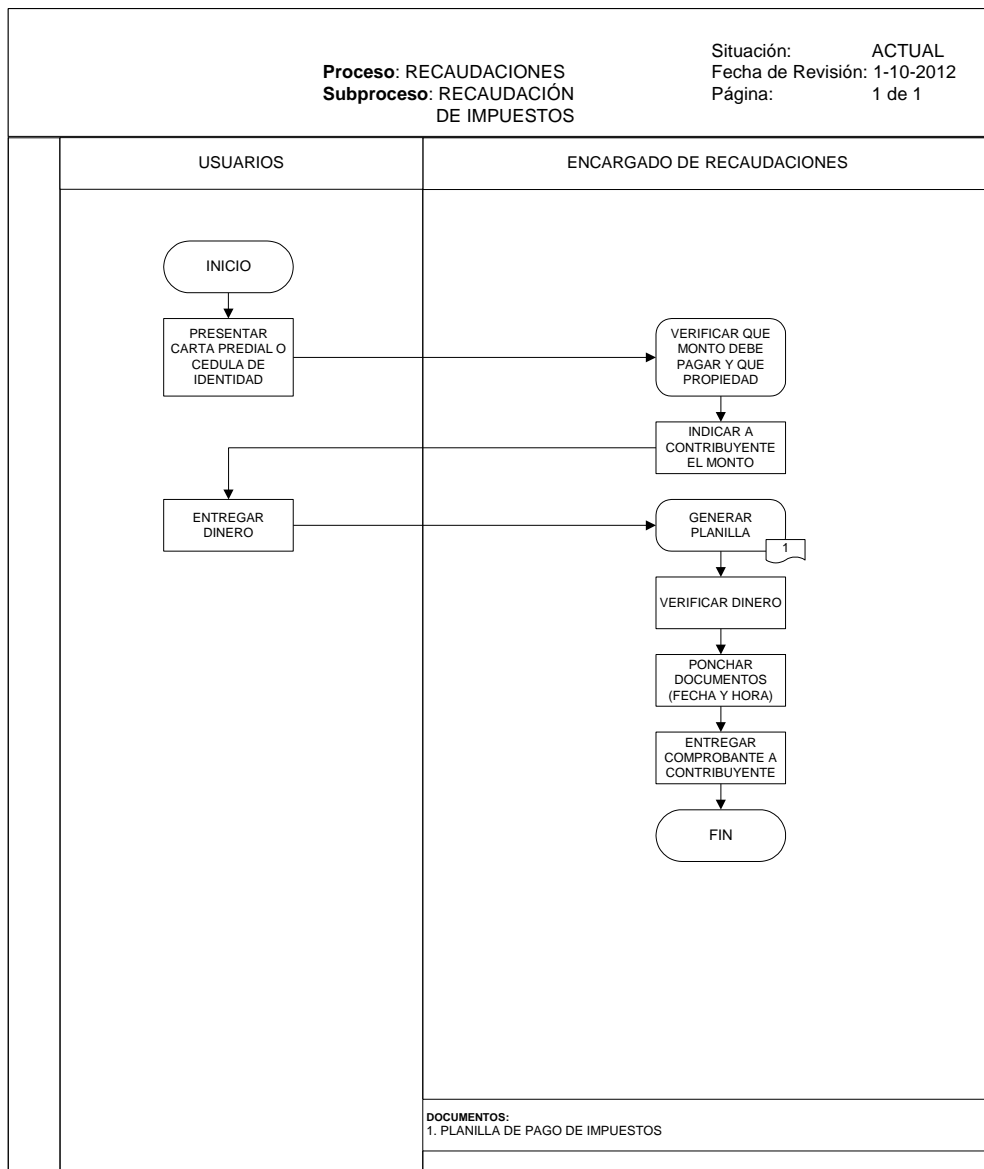 Proceso: RECAUDACIONES
Subproceso: RECAUDACIÓN
DE IMPUESTOS
Situación: ACTUAL
Fecha de Revisión: 1-10-2012
Página: 1 de 1
USUARIOS
ENCARGADO DE RECAUDACIONES
INICIO
PRESENTAR
CARTA PREDIAL O
CEDULA DE
IDENTIDAD
VERIFICAR QUE
MONTO DEBE
PAGAR Y QUE
PROPIEDAD
INDICAR A
CONTRIBUYENTE
EL MONTO
ENTREGAR
DINERO
GENERAR
PLANILLA
1
VERIFICAR DINERO
PONCHAR
DOCUMENTOS
(FECHA Y HORA)
ENTREGAR
COMPROBANTE A
CONTRIBUYENTE
FIN
DOCUMENTOS:
1. PLANILLA DE PAGO DE IMPUESTOS